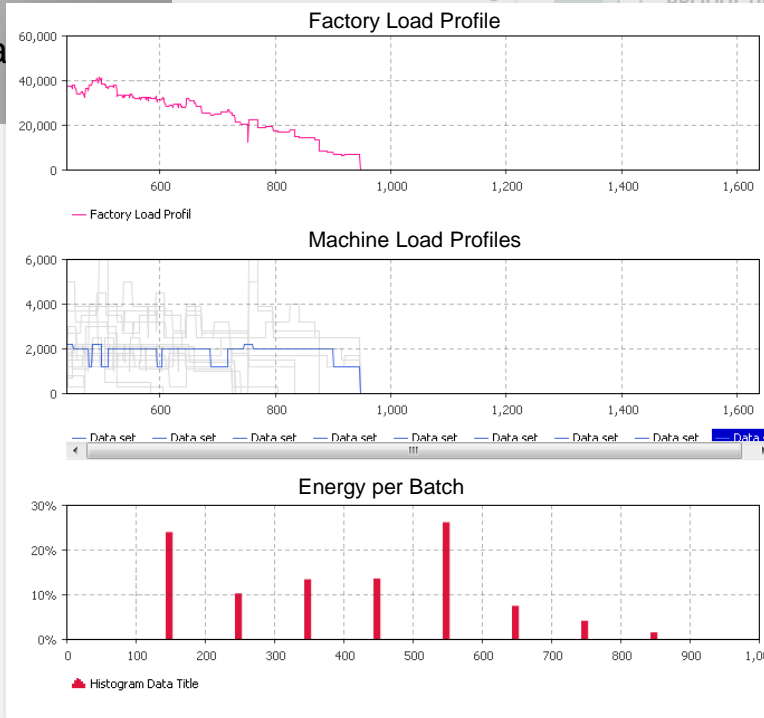 Factory Load Profile
60,000
40,000
20,000
0
600 800 1,000 1,200 1,400 1,600
Factory Load Profil
Machine Load Profiles
6,000
4,000
2,000
0
600 800 1,000 1,200 1,400 1,600
Data set Data set Data set Data set Data set Data set Data set Data set Data
Energy per Batch
30%
20%
10%
0%
0 100 200 300 400 500 600 700 800 900 1,0
Histogram Data Title